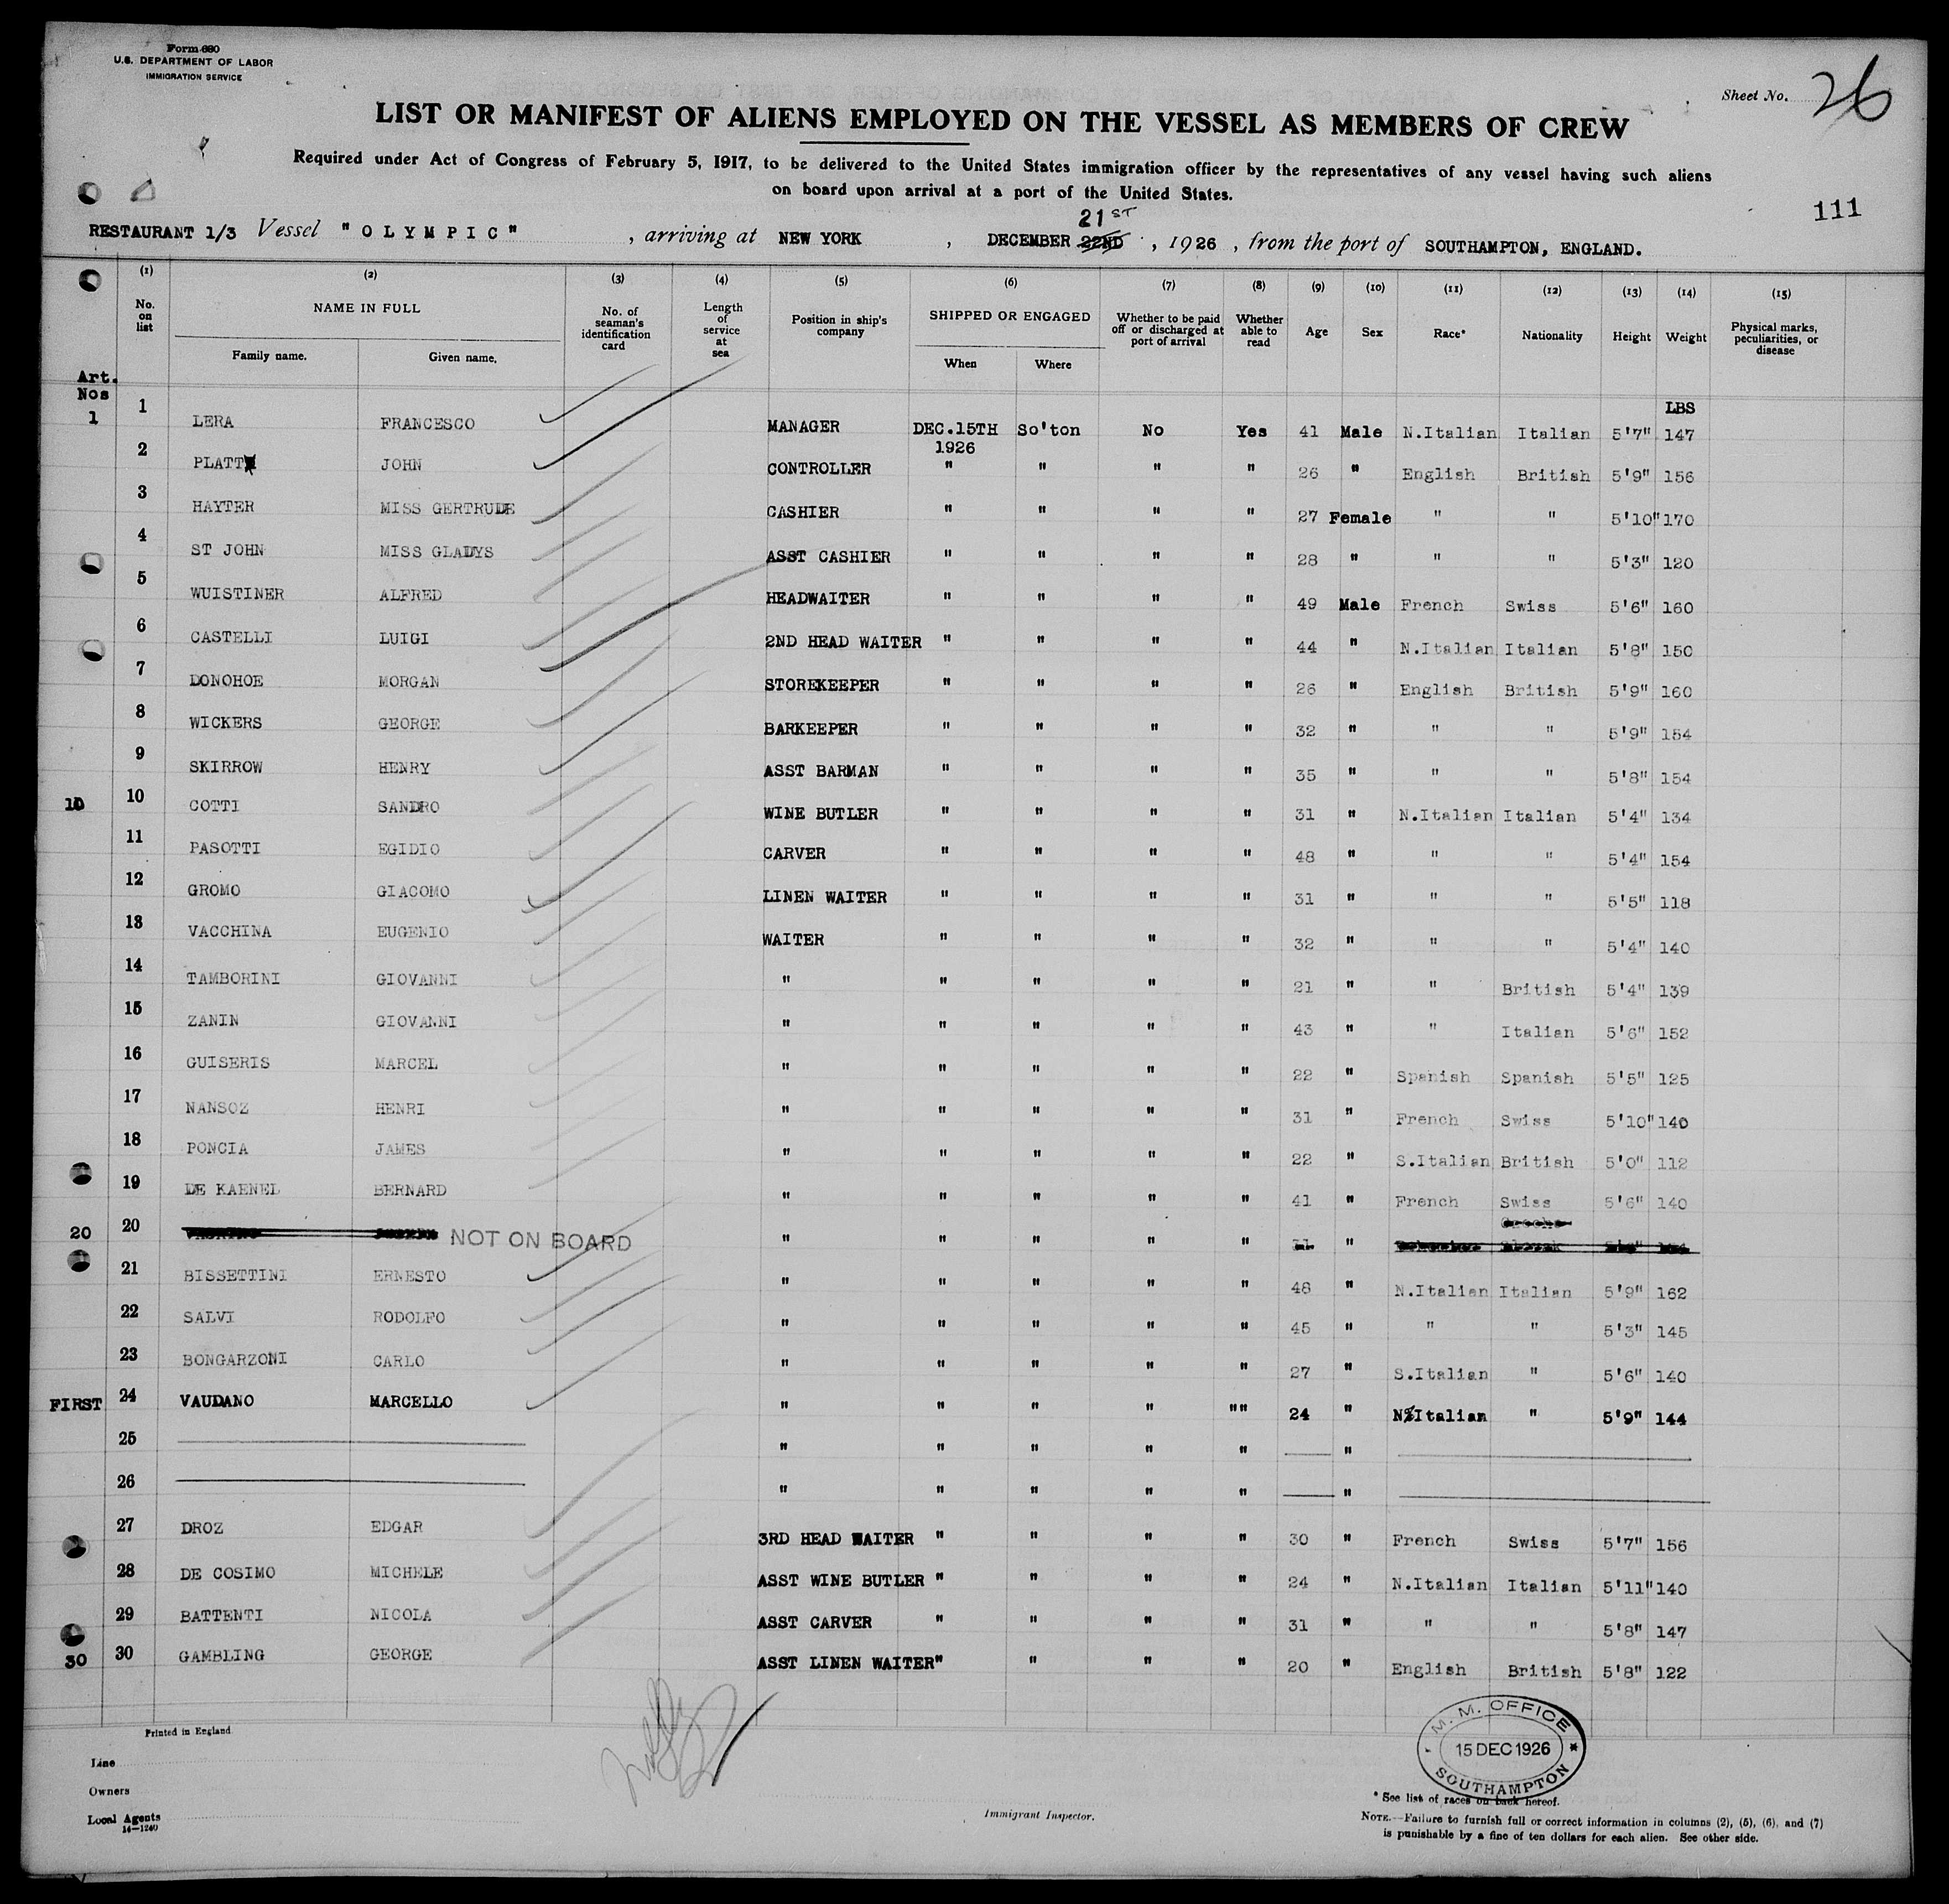 Form 680
U.S. DEPARTMENT OF LABOR
IMMIGRATION SERVICE
Sheet No. 26
LIST OR MANIFEST OF ALIENS EMPLOYED ON THE VESSEL AS MEMBERS OF CREW
Required under Act of Congress of February 5, 1917, to be delivered to the United States immigration officer by the representatives of any vessel having such aliens
on board upon arrival at a port of the United States.
111
21ST
RESTAURANT 1/3 Vessel "OLYMPIC", arriving at NEW YORK, DECEMBER 22ND, 1926, from the port of SOUTHAMPTON, ENGLAND.
(1) (2) (3) (4) (5) (6) (7) (8) (9) (10) (11) (12) (13) (14) (15)
No. on list NAME IN FULL Family name. Given name. No. of seaman's identification card Length of service at sea Position in ship's company SHIPPED OR ENGAGED When Where Whether to be paid off or discharged at port of arrival Whether able to read Age Sex Race* Nationality Height Weight Physical marks, peculiarities, or disease
Art. Nos
LBS
1 1 LERA FRANCESCO MANAGER DEC.15TH 1926 So'ton No Yes 41 Male N.Italian Italian 5'7" 147
2 PLATT JOHN CONTROLLER " " " " 26 " English British 5'9" 156
3 HAYTER MISS GERTRUDE CASHIER " " " " 27 Female " " 5'10" 170
4 ST JOHN MISS GLADYS ASST CASHIER " " " " 28 " " " 5'3" 120
5 WUISTINER ALFRED HEADWAITER " " " " 49 Male French Swiss 5'6" 160
6 CASTELLI LUIGI 2ND HEAD WAITER " " " " 44 " N.Italian Italian 5'8" 150
7 DONOHOE MORGAN STOREKEEPER " " " " 26 " English British 5'9" 160
8 WICKERS GEORGE BARKEEPER " " " " 32 " " " 5'9" 154
9 SKIRROW HENRY ASST BARMAN " " " " 35 " " " 5'8" 154
10 10 COTTI SANDRO WINE BUTLER " " " " 31 " N.Italian Italian 5'4" 134
11 PASOTTI EGIDIO CARVER " " " " 48 " " " 5'4" 154
12 GROMO GIACOMO LINEN WAITER " " " " 31 " " " 5'5" 118
13 VACCHINA EUGENIO WAITER " " " " 32 " " " 5'4" 140
14 TAMBORINI GIOVANNI " " " " " 21 " " British 5'4" 139
15 ZANIN GIOVANNI " " " " " 43 " " Italian 5'6" 152
16 GUISERIS MARCEL " " " " " 22 " Spanish Spanish 5'5" 125
17 NANSOZ HENRI " " " " " 31 " French Swiss 5'10" 140
18 PONCIA JAMES " " " " " 22 " S.Italian British 5'0" 112
19 DE KAENEL BERNARD " " " " " 41 " French Swiss 5'6" 140
20 20 NOT ON BOARD " " " " " "
21 BISSETTINI ERNESTO " " " " " 48 " N.Italian Italian 5'9" 162
22 SALVI RODOLFO " " " " " 45 " " " 5'3" 145
23 BONGARZONI CARLO " " " " " 27 " S.Italian " 5'6" 140
FIRST 24 VAUDANO MARCELLO " " " " "" 24 " N.Italian " 5'9" 144
25 " " " " " "
26 " " " " " "
27 DROZ EDGAR 3RD HEAD WAITER " " " " 30 " French Swiss 5'7" 156
28 DE COSIMO MICHELE ASST WINE BUTLER " " " " 24 " N.Italian Italian 5'11" 140
29 BATTENTI NICOLA ASST CARVER " " " " 31 " " " 5'8" 147
30 30 GAMBLING GEORGE ASST LINEN WAITER " " " " 20 " English British 5'8" 122
Printed in England
Line
Owners
Local Agents
14—1240
Immigrant Inspector.
M. M. OFFICE
15 DEC 1926
SOUTHAMPTON
* See list of races on back hereof.
NOTE.—Failure to furnish full or correct information in columns (2), (5), (6), and (7)
is punishable by a fine of ten dollars for each alien. See other side.